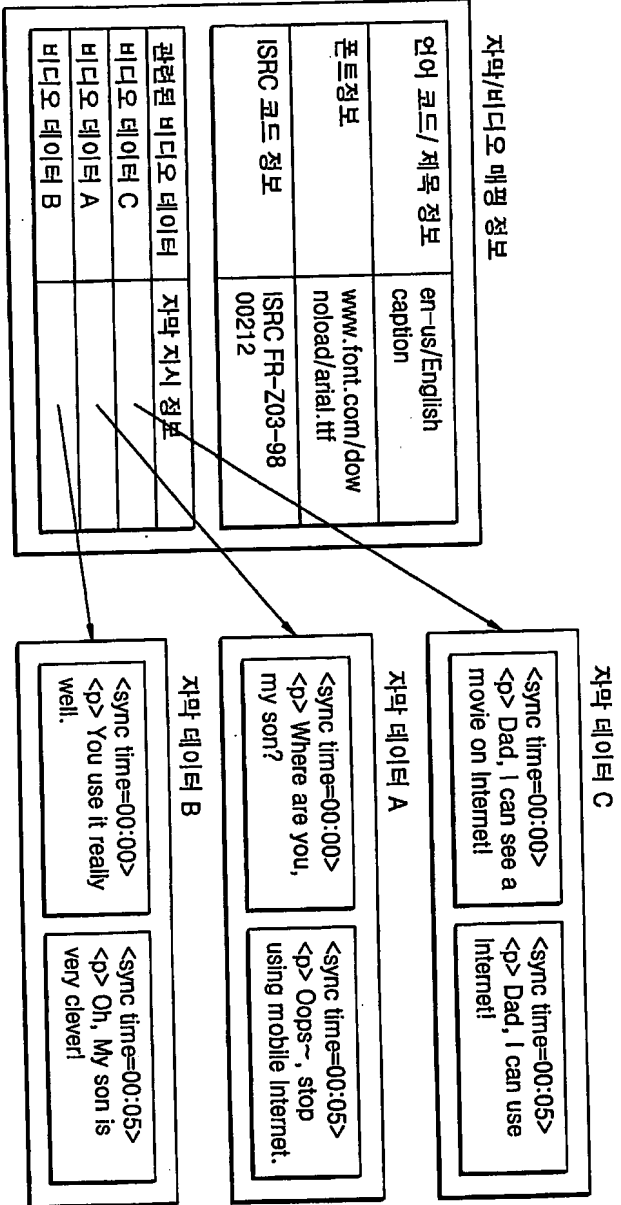 자막/비디오 매핑 정보
언어 코드/ 제목 정보
en-us/English
caption
폰트정보
www.font.com/dow
noload/arial.ttf
ISRC 코드 정보
ISRC FR-Z03-98
00212
관련된 비디오 데이터
자막 지시 정보
비디오 데이터 C
비디오 데이터 A
비디오 데이터 B
자막 데이터 C
<sync time=00:00>
<p> Dad, I can see a
movie on Internet!
<sync time=00:05>
<p> Dad, I can use
Internet!
자막 데이터 A
<sync time=00:00>
<p> Where are you,
my son?
<sync time=00:05>
<p> Oops~, stop
using mobile Internet.
자막 데이터 B
<sync time=00:00>
<p> You use it really
well.
<sync time=00:05>
<p> Oh, My son is
very clever!